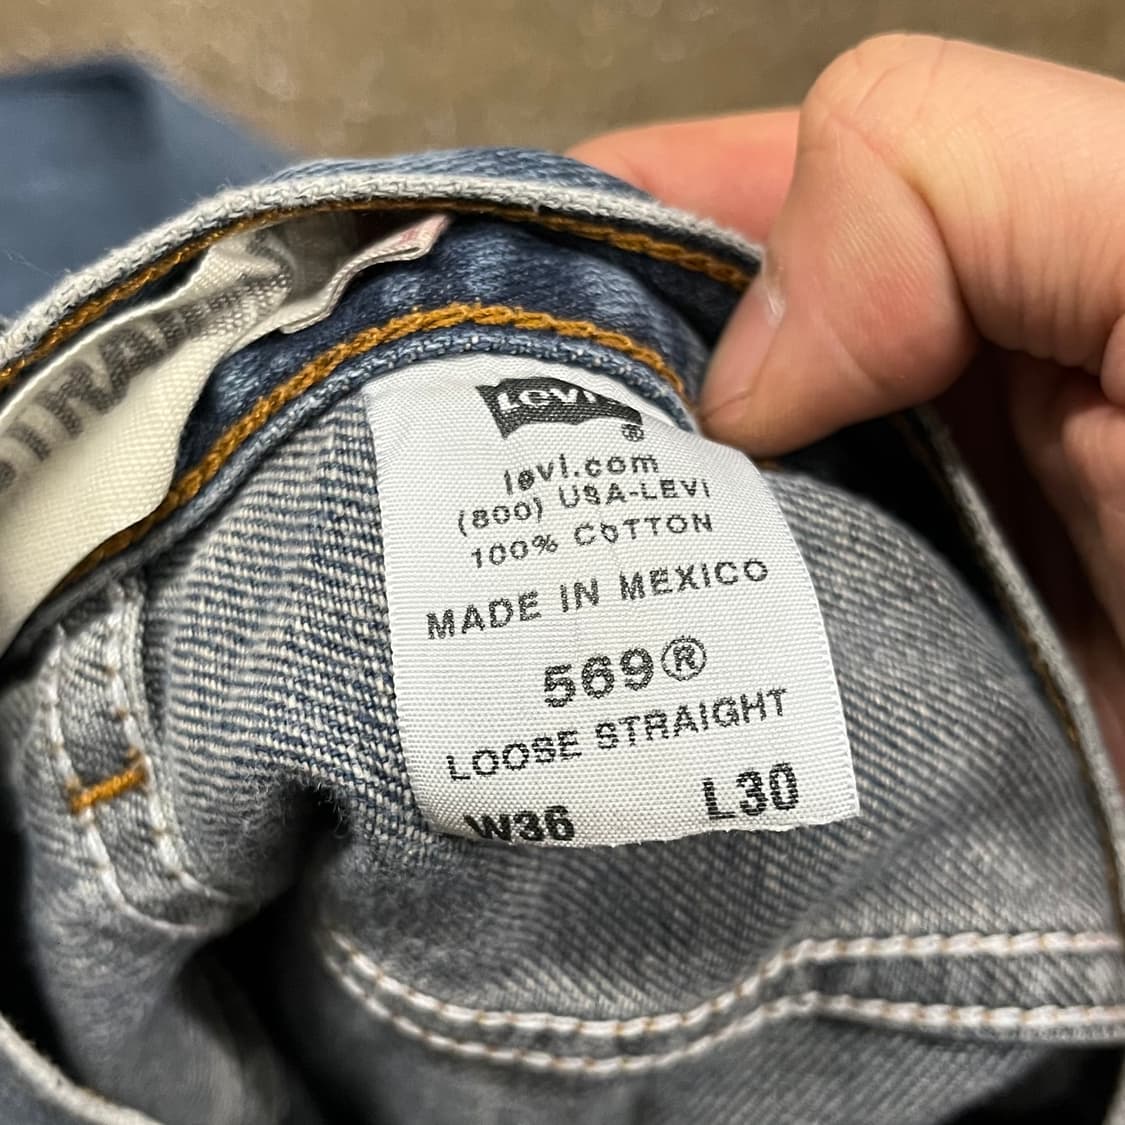 Levi
®
levi.com
(800) USA-LEVI
100% COTTON
MADE IN MEXICO
569®
LOOSE STRAIGHT
W36 L30